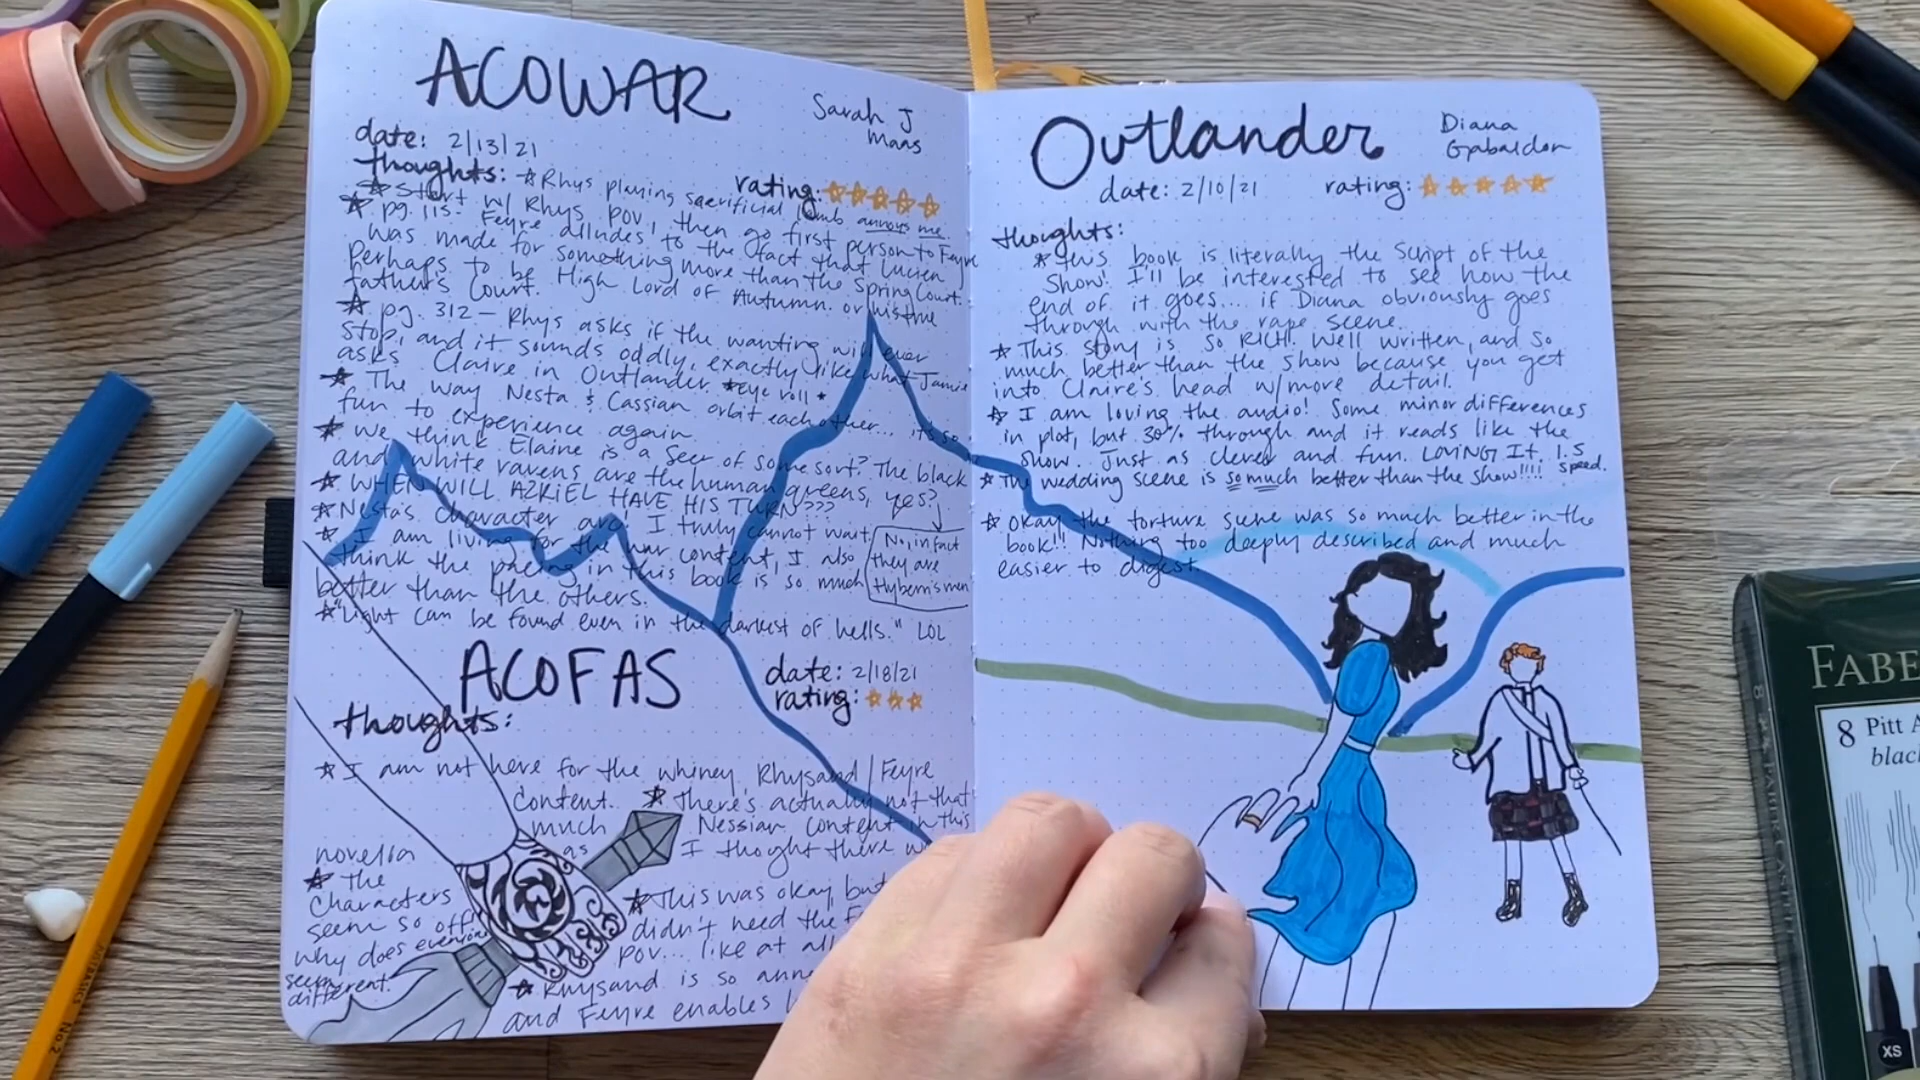 ACOWAR
Sarah J
Maas
date: 2/13/21
rating:
thoughts: Rhys playing sacrificial lamb annoys me
start w/ Rhys POV, then go first person to Feyre
pg. 115- Feyre alludes to the fact that Lucien
was made for something more than the Spring Court.
Perhaps to be High Lord of Autumn. or his true
father's court.
pg. 312 - Rhys asks if the wanting will ever
stop, and it sounds oddly, exactly like what Jamie
asks Claire in Outlander *eye roll*
The way Nesta & Cassian orbit each other... it's so
fun to experience again
we think Elaine is a seer of some sort? The black
and white ravens are the human queens, yes?
WHEN WILL AZRIEL HAVE HIS TURN???
Nesta's character arc I truly cannot wait
I am living for the war content, I also
think the pacing in this book is so much
better than the others.
No, in fact
they are
Hybern's men
"Light can be found even in the darkest of hells." LOL
ACOFAS
date: 2/18/21
rating:
thoughts:
I am not here for the whiney Rhysand/Feyre
content.
There's actually not that
much Nessian content in this
novella as I thoght there
The
characters
seem so off
why does everyone
seem
different.
This was okay, but
didn't need the
POV... like at all
Rhysand is so
and Feyre enables
Outlander
Diana
Gabaldon
date: 2/10/21 rating:
thoughts:
This book is literally the script of the
show! I'll be interested to see how the
end of it goes... if Diana obviously goes
through with the rape scene.
This story is so RICH! Well written, and so
much better than the show because you get
into Claire's head w/more detail.
I am loving the audio! Some minor differences
in plot, but 30% through and it reads like the
show. Just as clever and fun. LOVING IT. 1.5
speed.
The wedding scene is so much better than the show!!!!
okay the torture scene was so much better in the
book!! Nothing too deeply described and much
easier to digest.
FABE
8 Pitt A
black
XS
No. 2